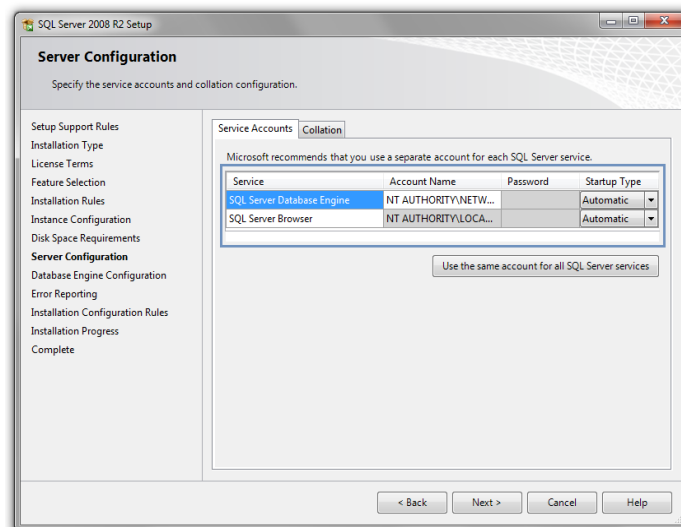 SQL Server 2008 R2 Setup
Server Configuration
Specify the service accounts and collation configuration.
Setup Support Rules
Installation Type
License Terms
Feature Selection
Installation Rules
Instance Configuration
Disk Space Requirements
Server Configuration
Database Engine Configuration
Error Reporting
Installation Configuration Rules
Installation Progress
Complete
Service Accounts Collation
Microsoft recommends that you use a separate account for each SQL Server service.
Service Account Name Password Startup Type
SQL Server Database Engine NT AUTHORITY\NETW... Automatic
SQL Server Browser NT AUTHORITY\LOCA... Automatic
Use the same account for all SQL Server services
< Back Next > Cancel Help